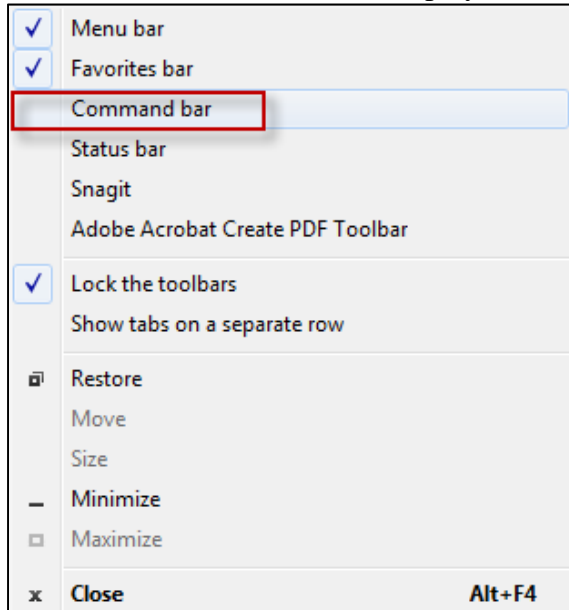 Menu bar
Favorites bar
Command bar
Status bar
Snagit
Adobe Acrobat Create PDF Toolbar
Lock the toolbars
Show tabs on a separate row
Restore
Move
Size
Minimize
Maximize
Close Alt+F4